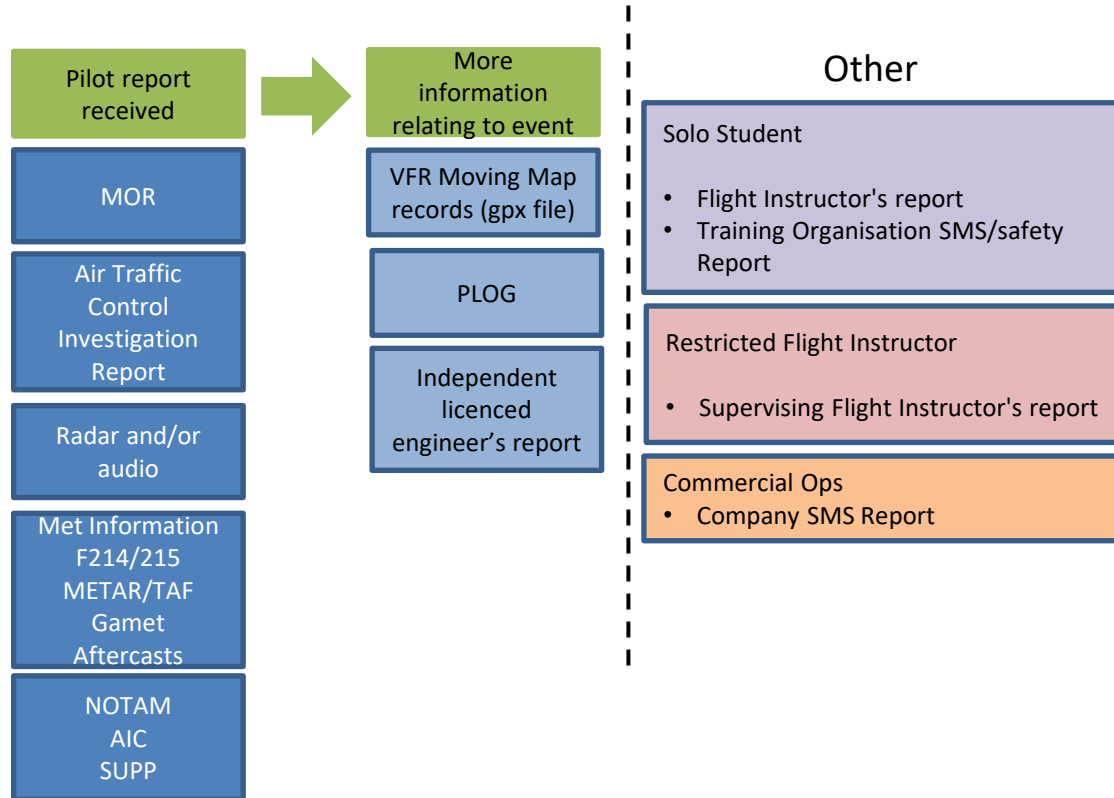 Pilot report
received
MOR
Air Traffic
Control
Investigation
Report
Radar and/or
audio
Met Information
F214/215
METAR/TAF
Gamet
Aftercasts
NOTAM
AIC
SUPP
More
information
relating to event
VFR Moving Map
records (gpx file)
PLOG
Independent
licenced
engineer’s report
Other
Solo Student
• Flight Instructor's report
• Training Organisation SMS/safety
Report
Restricted Flight Instructor
• Supervising Flight Instructor's report
Commercial Ops
• Company SMS Report